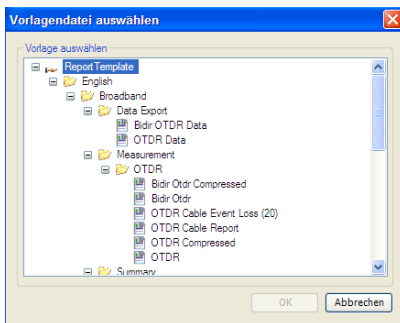 Vorlagendatei auswählen
Vorlage auswählen
ReportTemplate
English
Broadband
Data Export
Bidir OTDR Data
OTDR Data
Measurement
OTDR
Bidir Otdr Compressed
Bidir Otdr
OTDR Cable Event Loss (20)
OTDR Cable Report
OTDR Compressed
OTDR
Summary
OK
Abbrechen